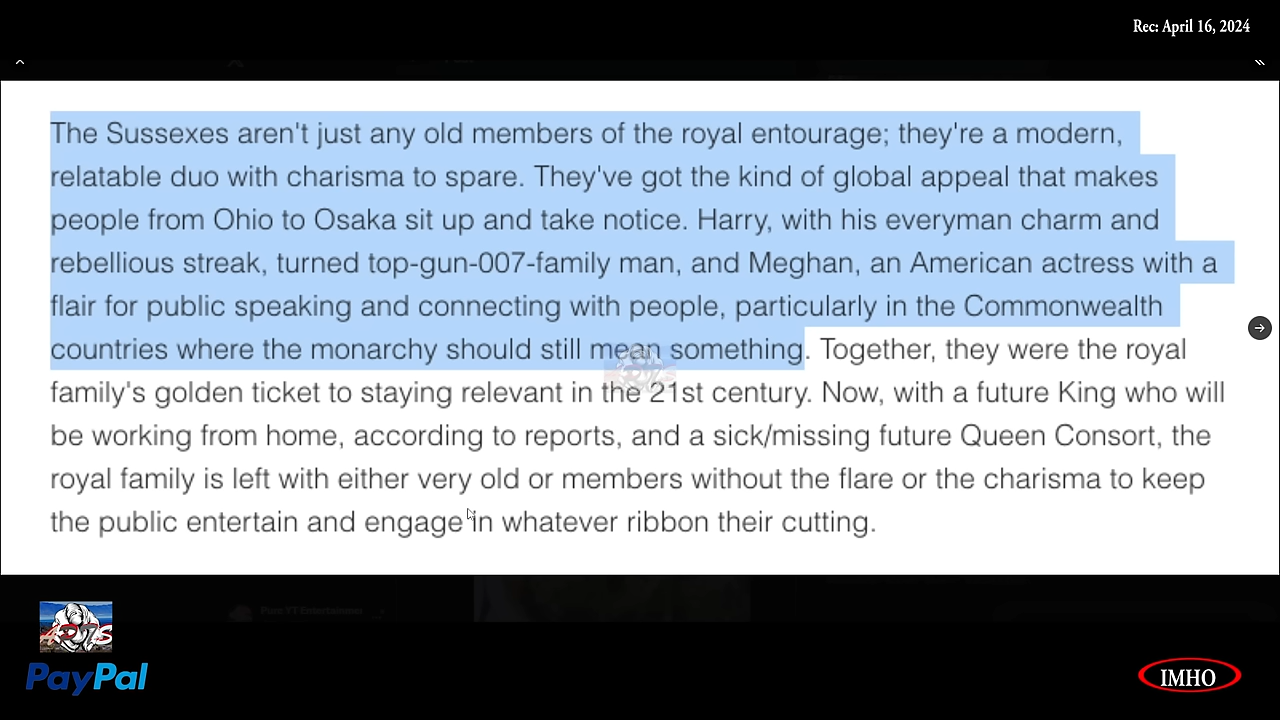 Rec: April 16, 2024
The Sussexes aren't just any old members of the royal entourage; they're a modern,
relatable duo with charisma to spare. They've got the kind of global appeal that makes
people from Ohio to Osaka sit up and take notice. Harry, with his everyman charm and
rebellious streak, turned top-gun-007-family man, and Meghan, an American actress with a
flair for public speaking and connecting with people, particularly in the Commonwealth
countries where the monarchy should still mean something. Together, they were the royal
family's golden ticket to staying relevant in the 21st century. Now, with a future King who will
be working from home, according to reports, and a sick/missing future Queen Consort, the
royal family is left with either very old or members without the flare or the charisma to keep
the public entertain and engage in whatever ribbon their cutting.
PayPal
IMHO